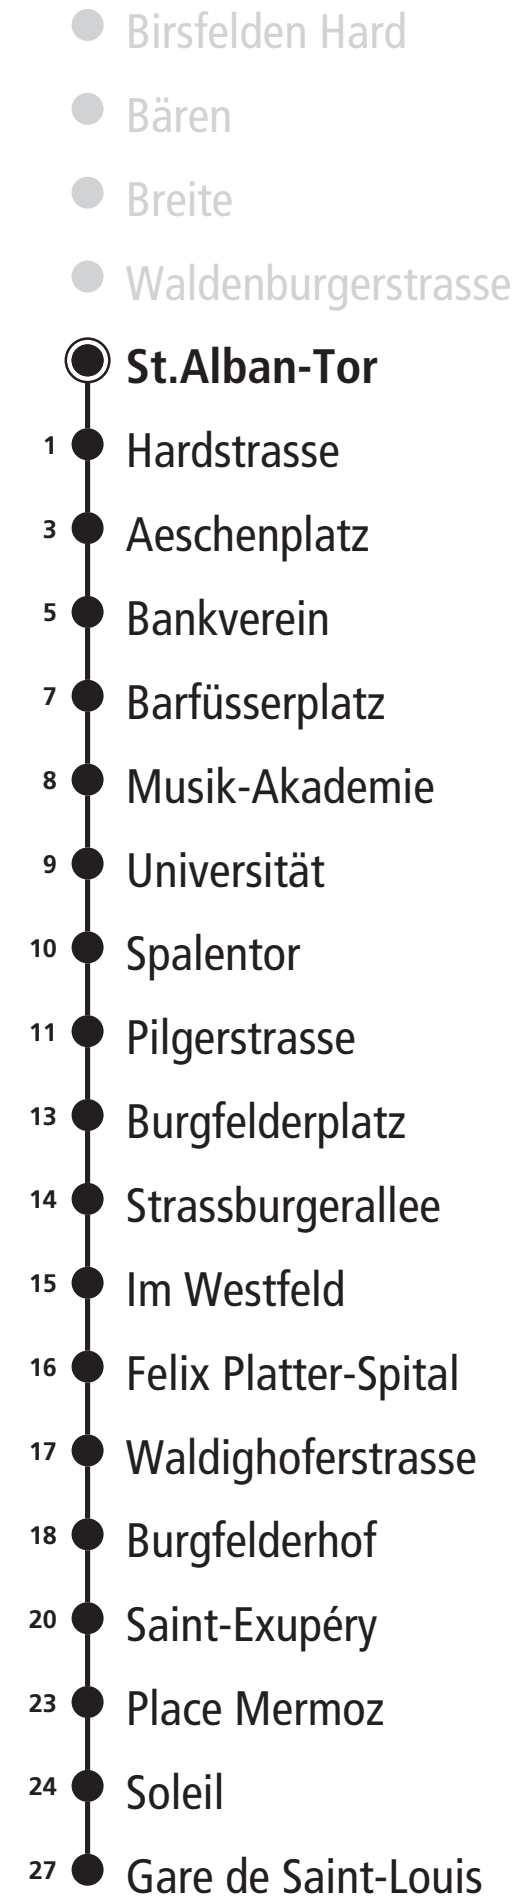 Birsfelden Hard
Bären
Breite
Waldenburgerstrasse
St.Alban-Tor
1 Hardstrasse
3 Aeschenplatz
5 Bankverein
7 Barfüsserplatz
8 Musik-Akademie
9 Universität
10 Spalentor
11 Pilgerstrasse
13 Burgfelderplatz
14 Strassburgerallee
15 Im Westfeld
16 Felix Platter-Spital
17 Waldighoferstrasse
18 Burgfelderhof
20 Saint-Exupéry
23 Place Mermoz
24 Soleil
27 Gare de Saint-Louis